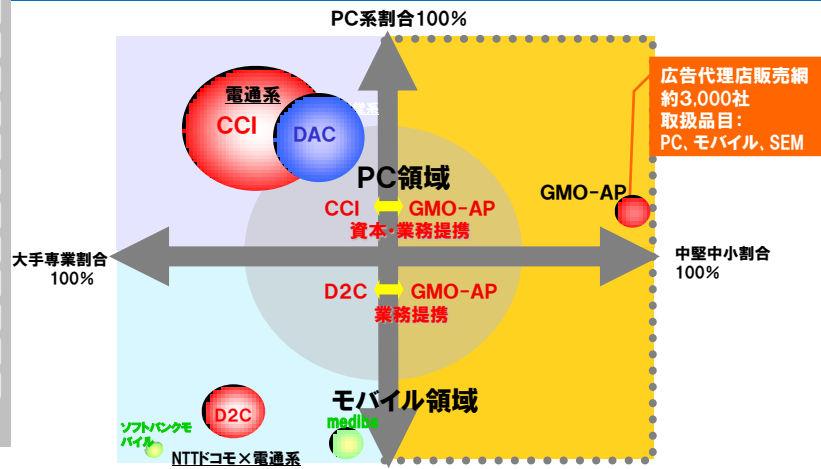 PC系割合100%
広告代理店販売網
約3,000社
取扱品目：
PC、モバイル、SEM
電通系
CCI
DAC
PC領域
GMO-AP
CCI GMO-AP
資本・業務提携
大手専業割合
100%
中堅中小割合
100%
D2C GMO-AP
業務提携
モバイル領域
mediba
D2C
ソフトバンクモ
バイル
NTTドコモ×電通系